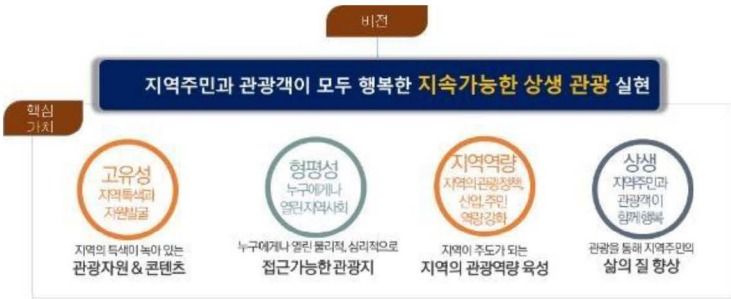 비전
지역주민과 관광객이 모두 행복한 지속가능한 상생 관광 실현
핵심
가치
고유성
지역특색과
자원발굴
지역의 특색이 녹아 있는
관광자원 & 콘텐츠
형평성
누구에게나
열린지역사회
누구에게나 열린 물리적, 심리적으로
접근가능한 관광지
지역역량
지역의 관광정책,
산업, 주민
역량 강화
지역이 주도가 되는
지역의 관광역량 육성
상생
지역주민과
관광객이
함께 행복
관광을 통해 지역주민의
삶의 질 향상